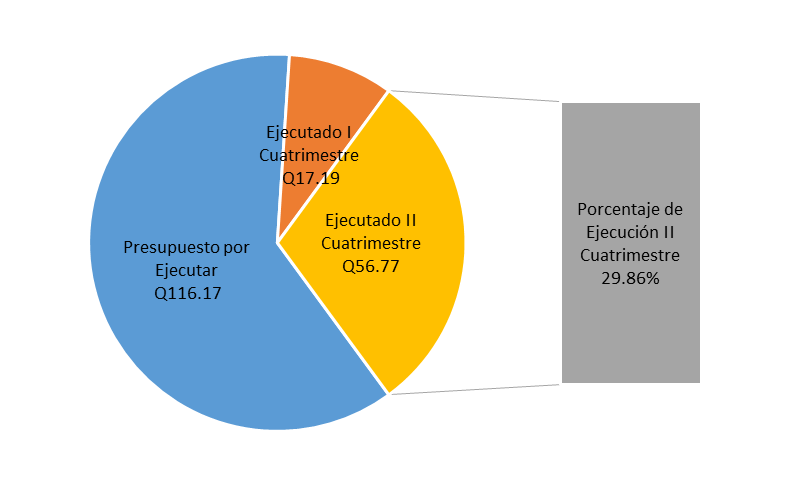 Ejecutado I
Cuatrimestre
Q17.19
Ejecutado II
Cuatrimestre
Q56.77
Presupuesto por
Ejecutar
Q116.17
Porcentaje de
Ejecución II
Cuatrimestre
29.86%